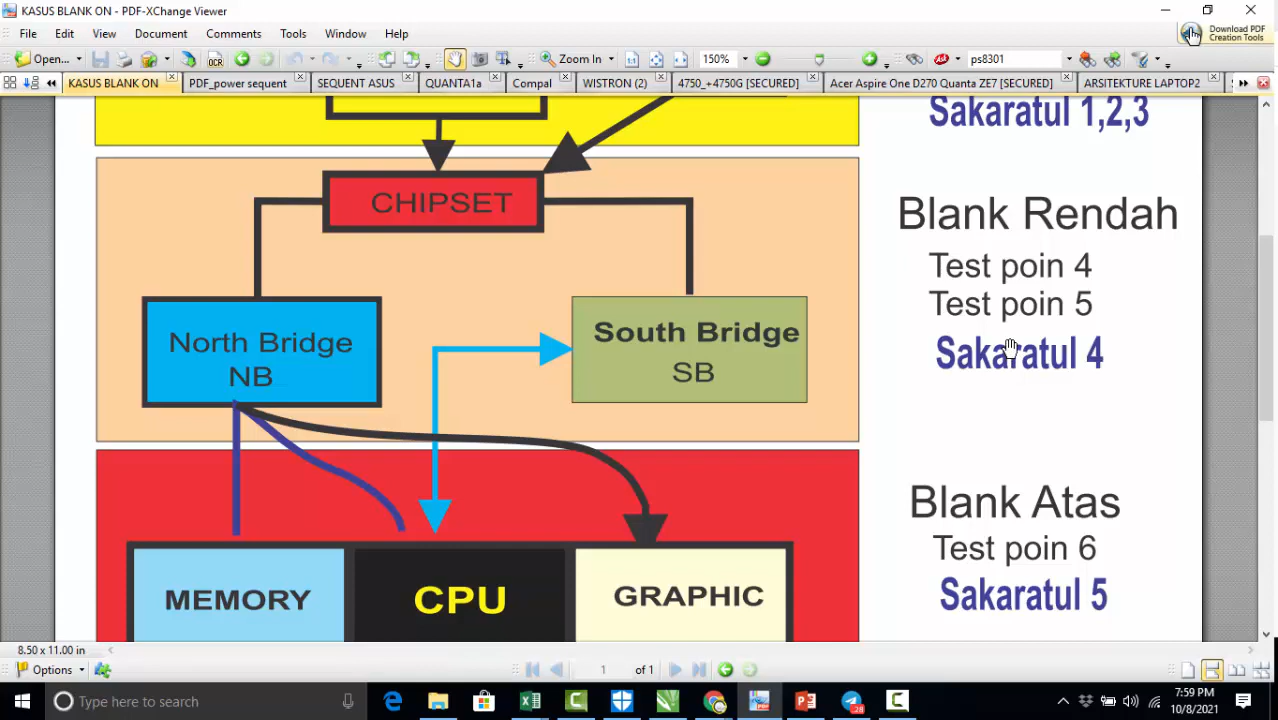 KASUS BLANK ON - PDF-XChange Viewer
File Edit View Document Comments Tools Window Help
Download PDF
Creation Tools
Open...
OCR
Zoom In
150%
ps8301
KASUS BLANK ON
PDF_power sequent
SEQUENT ASUS
QUANTA1a
Compal
WISTRON (2)
4750_+4750G [SECURED]
Acer Aspire One D270 Quanta ZE7 [SECURED]
ARSITEKTURE LAPTOP2
Sakaratul 1,2,3
CHIPSET
Blank Rendah
Test poin 4
Test poin 5
Sakaratul 4
North Bridge
NB
South Bridge
SB
Blank Atas
Test poin 6
Sakaratul 5
MEMORY
CPU
GRAPHIC
8.50 x 11.00 in
Options
1 of 1
Type here to search
28
7:59 PM
10/8/2021